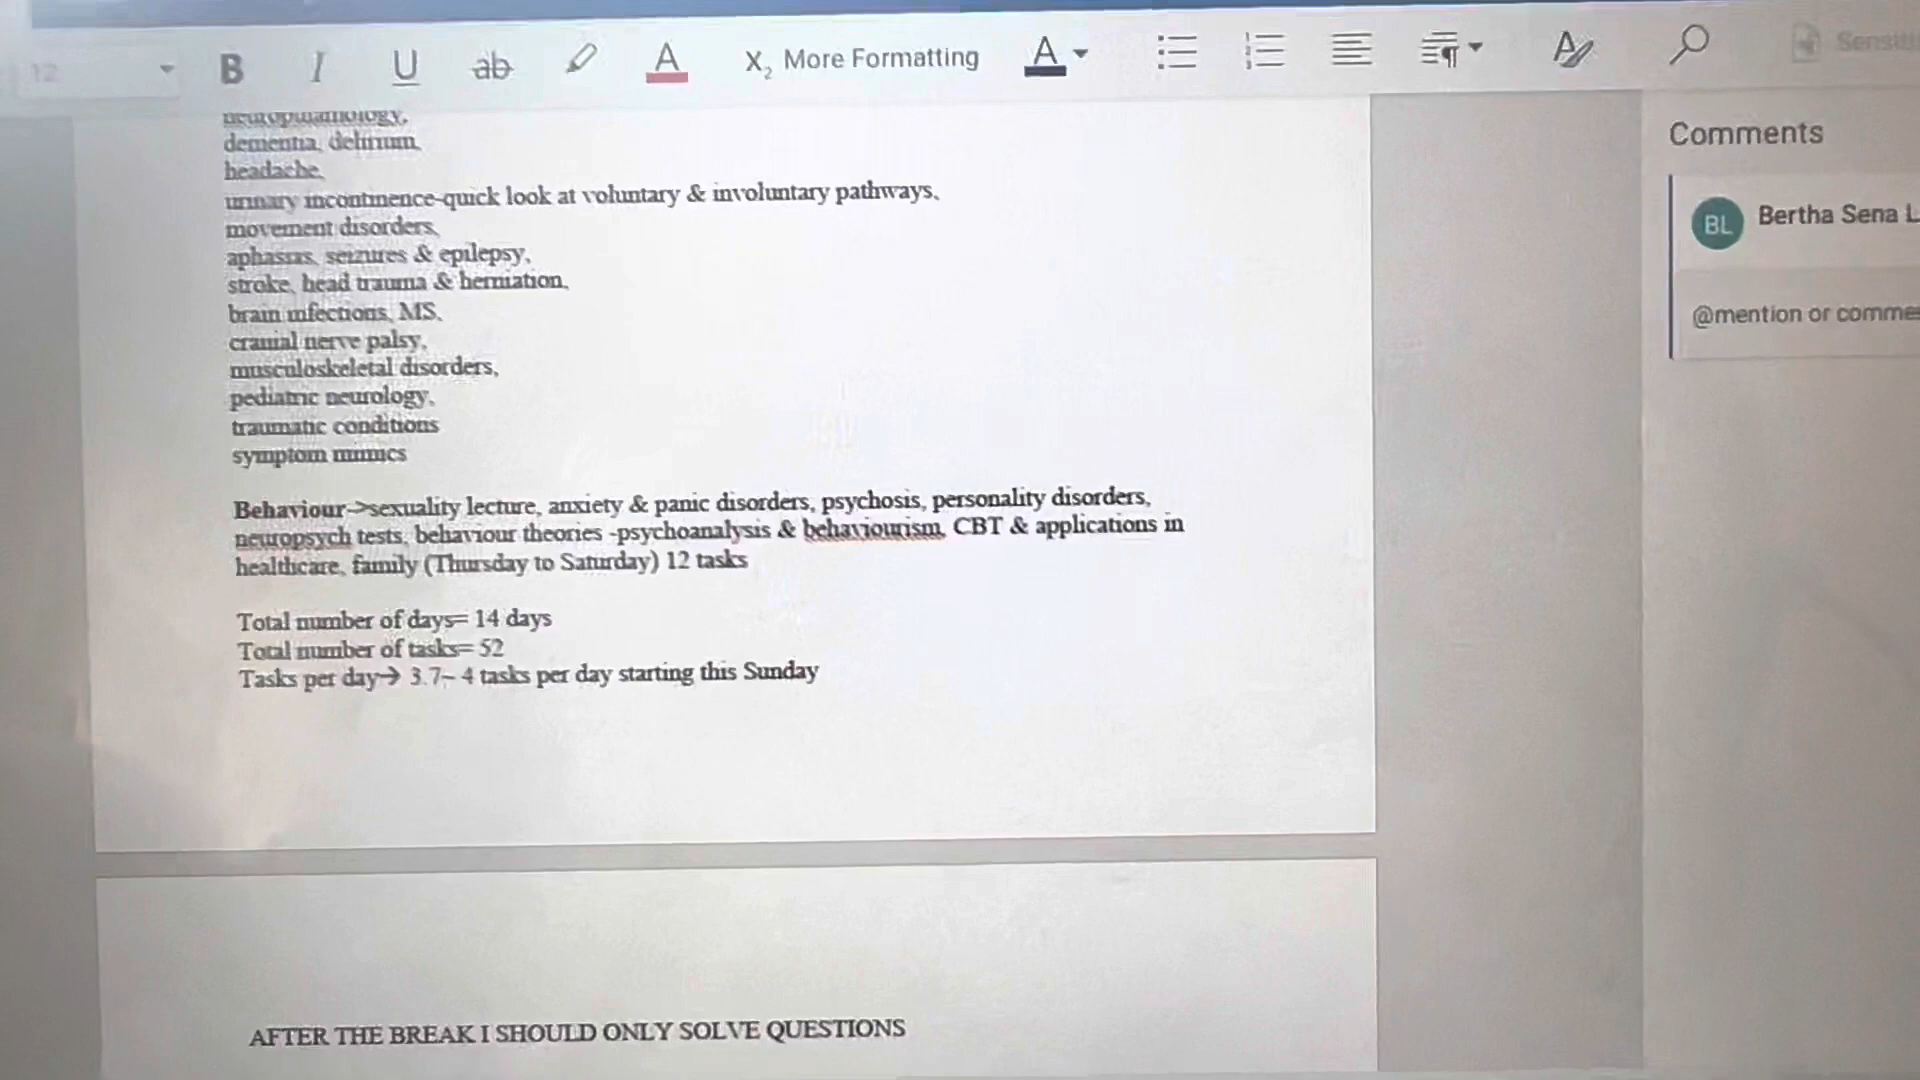 12
B I U ab A X2 More Formatting A
Sensiti
dementia, delirium,
headache,
urinary incontinence-quick look at voluntary & involuntary pathways,
movement disorders,
aphasias, seizures & epilepsy,
stroke, head trauma & herniation,
brain infections, MS,
cranial nerve palsy,
musculoskeletal disorders,
pediatric neurology,
traumatic conditions
symptom mimics
Behaviour->sexuality lecture, anxiety & panic disorders, psychosis, personality disorders,
neuropsych tests, behaviour theories -psychoanalysis & behaviourism, CBT & applications in
healthcare, family (Thursday to Saturday) 12 tasks
Total number of days= 14 days
Total number of tasks= 52
Tasks per day→ 3.7~ 4 tasks per day starting this Sunday
AFTER THE BREAK I SHOULD ONLY SOLVE QUESTIONS
Comments
BL Bertha Sena L
@mention or comme